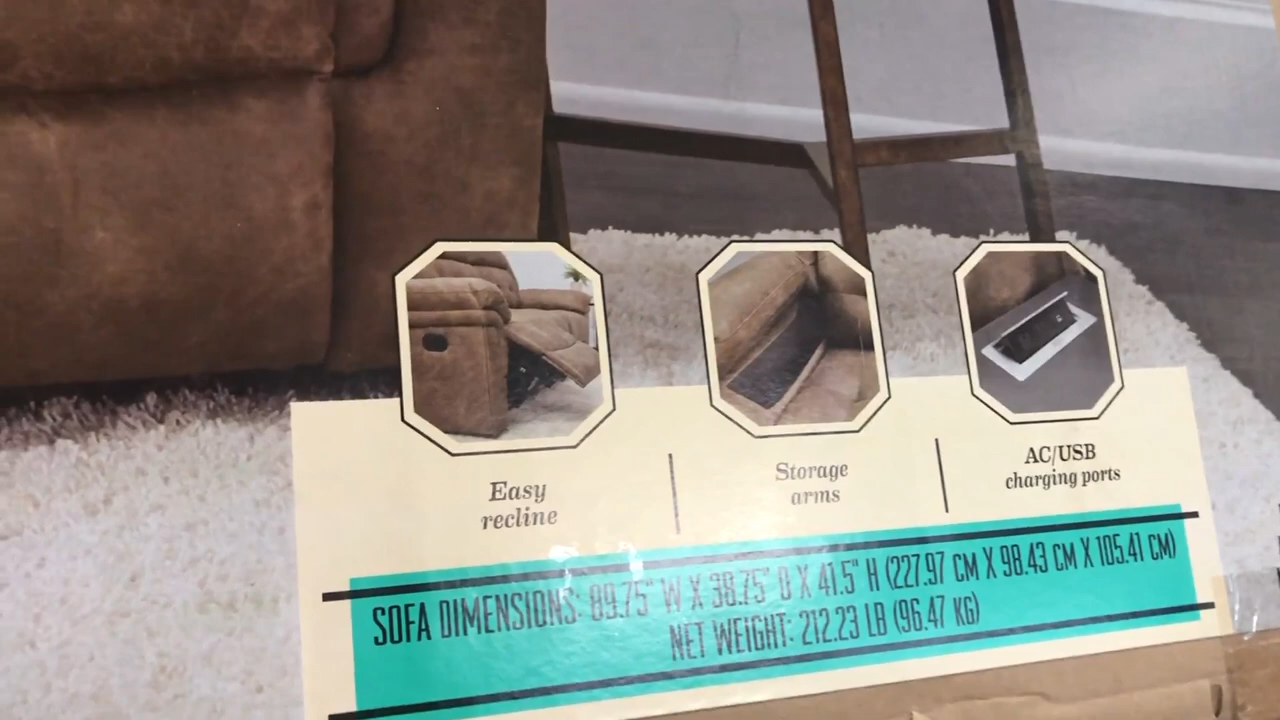 Easy
recline
Storage
arms
AC/USB
charging ports
SOFA DIMENSIONS: 89.75" W X 38.75" D X 41.5" H (227.97 CM X 98.43 CM X 105.41 CM)
NET WEIGHT: 212.23 LB (96.47 KG)